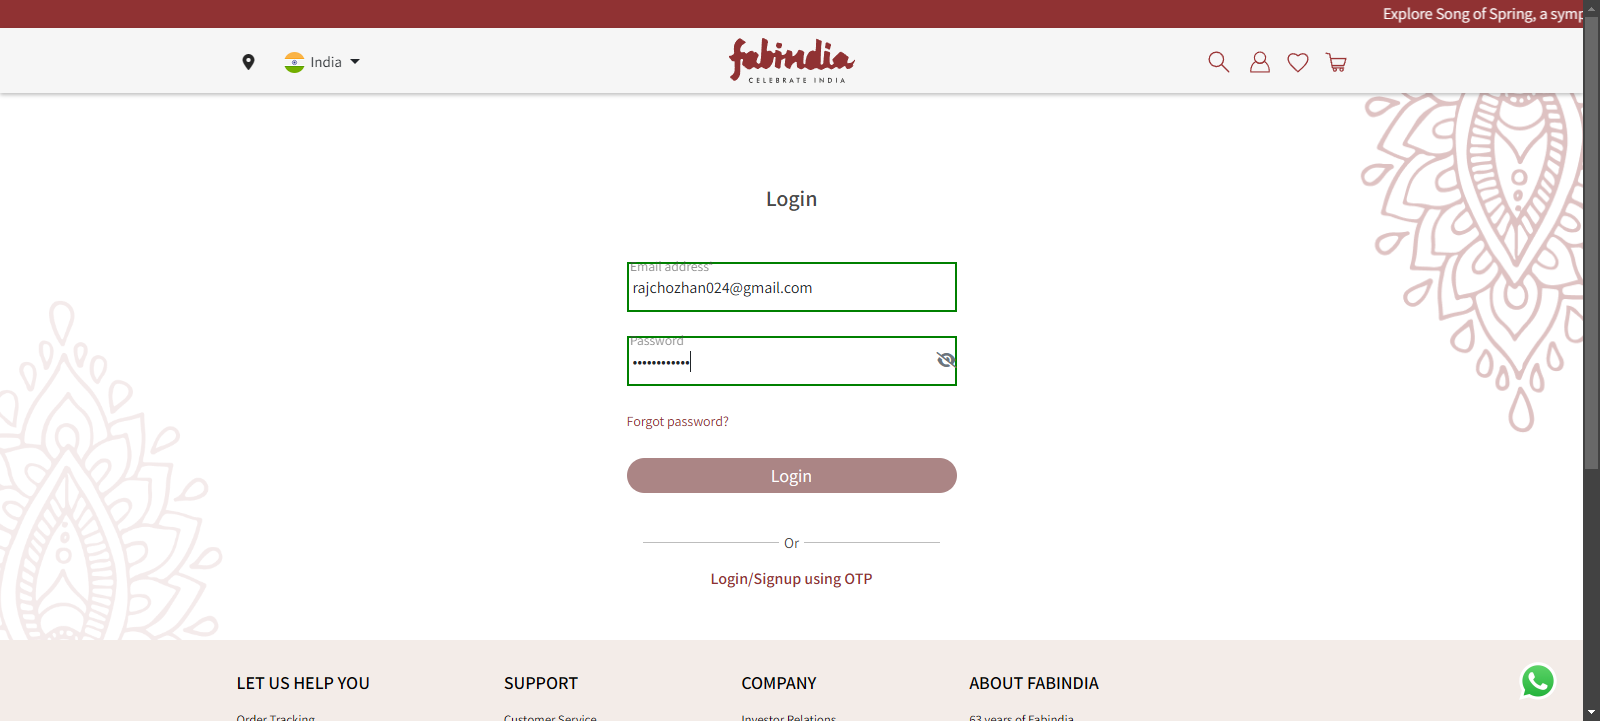 Explore Song of Spring, a symp
India
fabindia
CELEBRATE INDIA
Login
Email address*
rajchozhan024@gmail.com
Password
••••••••••••
Forgot password?
Login
Or
Login/Signup using OTP
LET US HELP YOU
SUPPORT
COMPANY
ABOUT FABINDIA
Order Tracking
Customer Service
Investor Relations
63 years of Fabindia